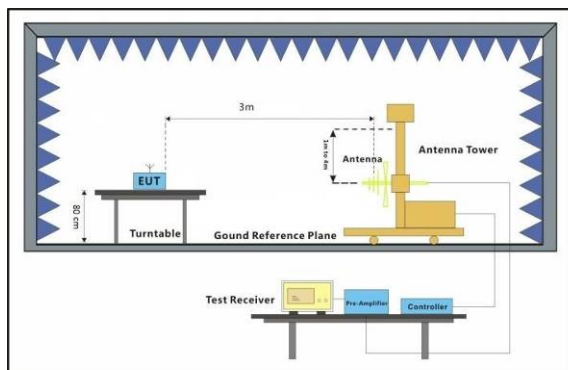 3m
1m to 4m
Antenna
Antenna Tower
EUT
80 cm
Turntable
Gound Reference Plane
Test Receiver
Pre-Amplifier
Controller